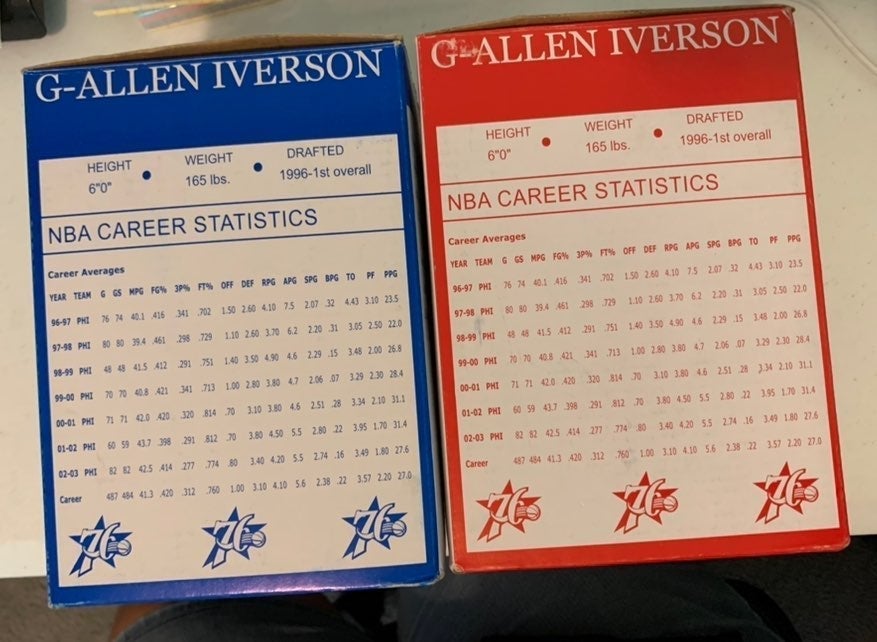 G-ALLEN IVERSON
HEIGHT • WEIGHT • DRAFTED
6"0" 165 lbs. 1996-1st overall
NBA CAREER STATISTICS
Career Averages
YEAR TEAM G GS MPG FG% 3P% FT% OFF DEF RPG APG SPG BPG TO PF PPG
96-97 PHI 76 74 40.1 .416 .341 .702 1.50 2.60 4.10 7.5 2.07 .32 4.43 3.10 23.5
97-98 PHI 80 80 39.4 .461 .298 .729 1.10 2.60 3.70 6.2 2.20 .31 3.05 2.50 22.0
98-99 PHI 48 48 41.5 .412 .291 .751 1.40 3.50 4.90 4.6 2.29 .15 3.48 2.00 26.8
99-00 PHI 70 70 40.8 .421 .341 .713 1.00 2.80 3.80 4.7 2.06 .07 3.29 2.30 28.4
00-01 PHI 71 71 42.0 .420 .320 .814 .70 3.10 3.80 4.6 2.51 .28 3.34 2.10 31.1
01-02 PHI 60 59 43.7 .398 .291 .812 .70 3.80 4.50 5.5 2.80 .22 3.95 1.70 31.4
02-03 PHI 82 82 42.5 .414 .277 .774 .80 3.40 4.20 5.5 2.74 .16 3.49 1.80 27.6
Career 487 484 41.3 .420 .312 .760 1.00 3.10 4.10 5.6 2.38 .22 3.57 2.20 27.0
76 76 76
G-ALLEN IVERSON
HEIGHT • WEIGHT • DRAFTED
6"0" 165 lbs. 1996-1st overall
NBA CAREER STATISTICS
Career Averages
YEAR TEAM G GS MPG FG% 3P% FT% OFF DEF RPG APG SPG BPG TO PF PPG
96-97 PHI 76 74 40.1 .416 .341 .702 1.50 2.60 4.10 7.5 2.07 .32 4.43 3.10 23.5
97-98 PHI 80 80 39.4 .461 .298 .729 1.10 2.60 3.70 6.2 2.20 .31 3.05 2.50 22.0
98-99 PHI 48 48 41.5 .412 .291 .751 1.40 3.50 4.90 4.6 2.29 .15 3.48 2.00 26.8
99-00 PHI 70 70 40.8 .421 .341 .713 1.00 2.80 3.80 4.7 2.06 .07 3.29 2.30 28.4
00-01 PHI 71 71 42.0 .420 .320 .814 .70 3.10 3.80 4.6 2.51 .28 3.34 2.10 31.1
01-02 PHI 60 59 43.7 .398 .291 .812 .70 3.80 4.50 5.5 2.80 .22 3.95 1.70 31.4
02-03 PHI 82 82 42.5 .414 .277 .774 .80 3.40 4.20 5.5 2.74 .16 3.49 1.80 27.6
Career 487 484 41.3 .420 .312 .760 1.00 3.10 4.10 5.6 2.38 .22 3.57 2.20 27.0
76 76 76